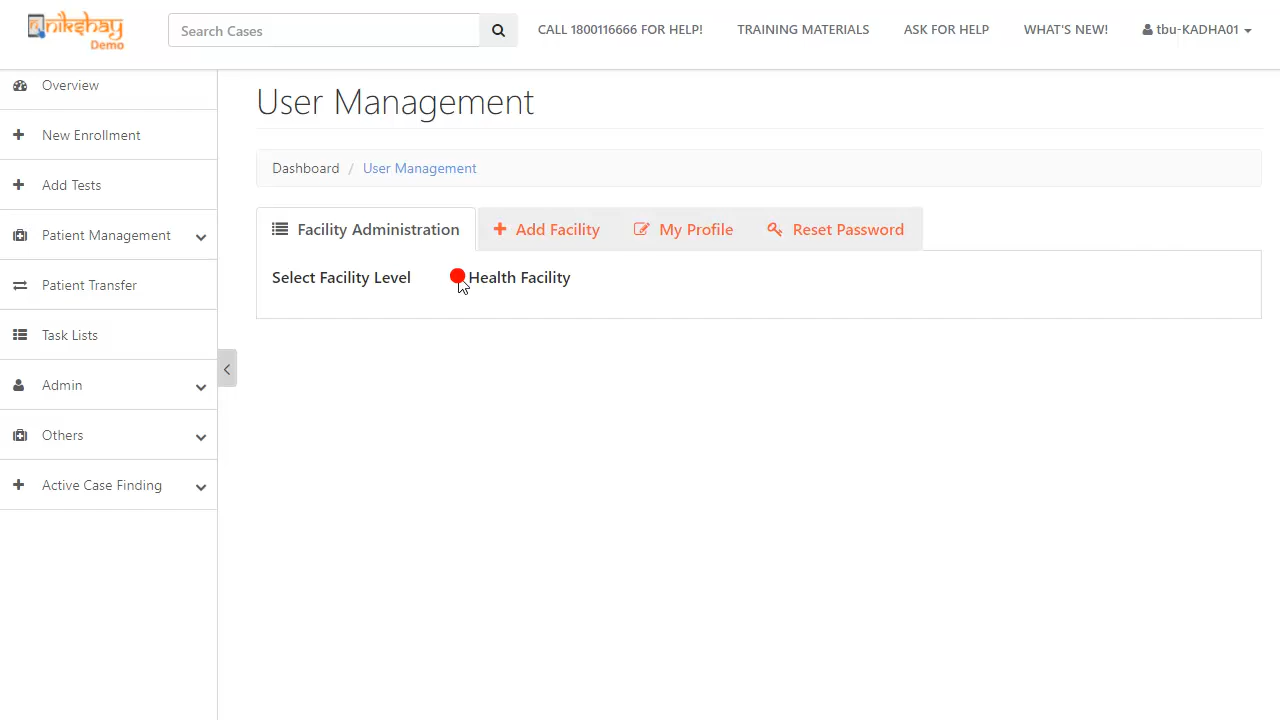 nikshay
Demo
Search Cases
CALL 1800116666 FOR HELP!
TRAINING MATERIALS
ASK FOR HELP
WHAT'S NEW!
tbu-KADHA01
Overview
New Enrollment
Add Tests
Patient Management
Patient Transfer
Task Lists
Admin
Others
Active Case Finding
User Management
Dashboard / User Management
Facility Administration
Add Facility
My Profile
Reset Password
Select Facility Level
Health Facility